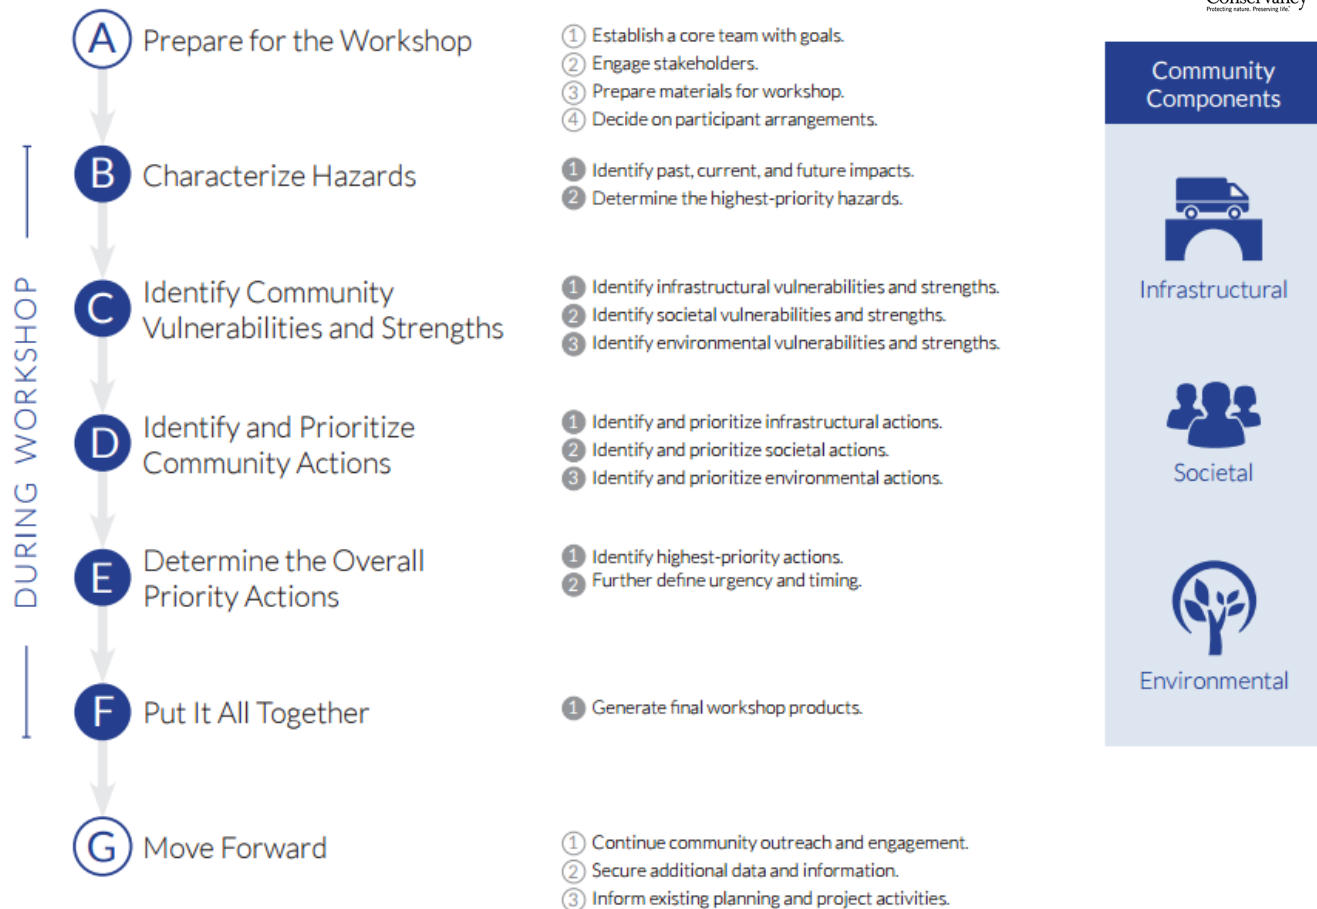 Conservancy
Protecting nature. Preserving life.
A Prepare for the Workshop
1 Establish a core team with goals.
2 Engage stakeholders.
3 Prepare materials for workshop.
4 Decide on participant arrangements.
DURING WORKSHOP
B Characterize Hazards
1 Identify past, current, and future impacts.
2 Determine the highest-priority hazards.
C Identify Community
Vulnerabilities and Strengths
1 Identify infrastructural vulnerabilities and strengths.
2 Identify societal vulnerabilities and strengths.
3 Identify environmental vulnerabilities and strengths.
D Identify and Prioritize
Community Actions
1 Identify and prioritize infrastructural actions.
2 Identify and prioritize societal actions.
3 Identify and prioritize environmental actions.
E Determine the Overall
Priority Actions
1 Identify highest-priority actions.
2 Further define urgency and timing.
F Put It All Together
1 Generate final workshop products.
G Move Forward
1 Continue community outreach and engagement.
2 Secure additional data and information.
3 Inform existing planning and project activities.
Community
Components
Infrastructural
Societal
Environmental